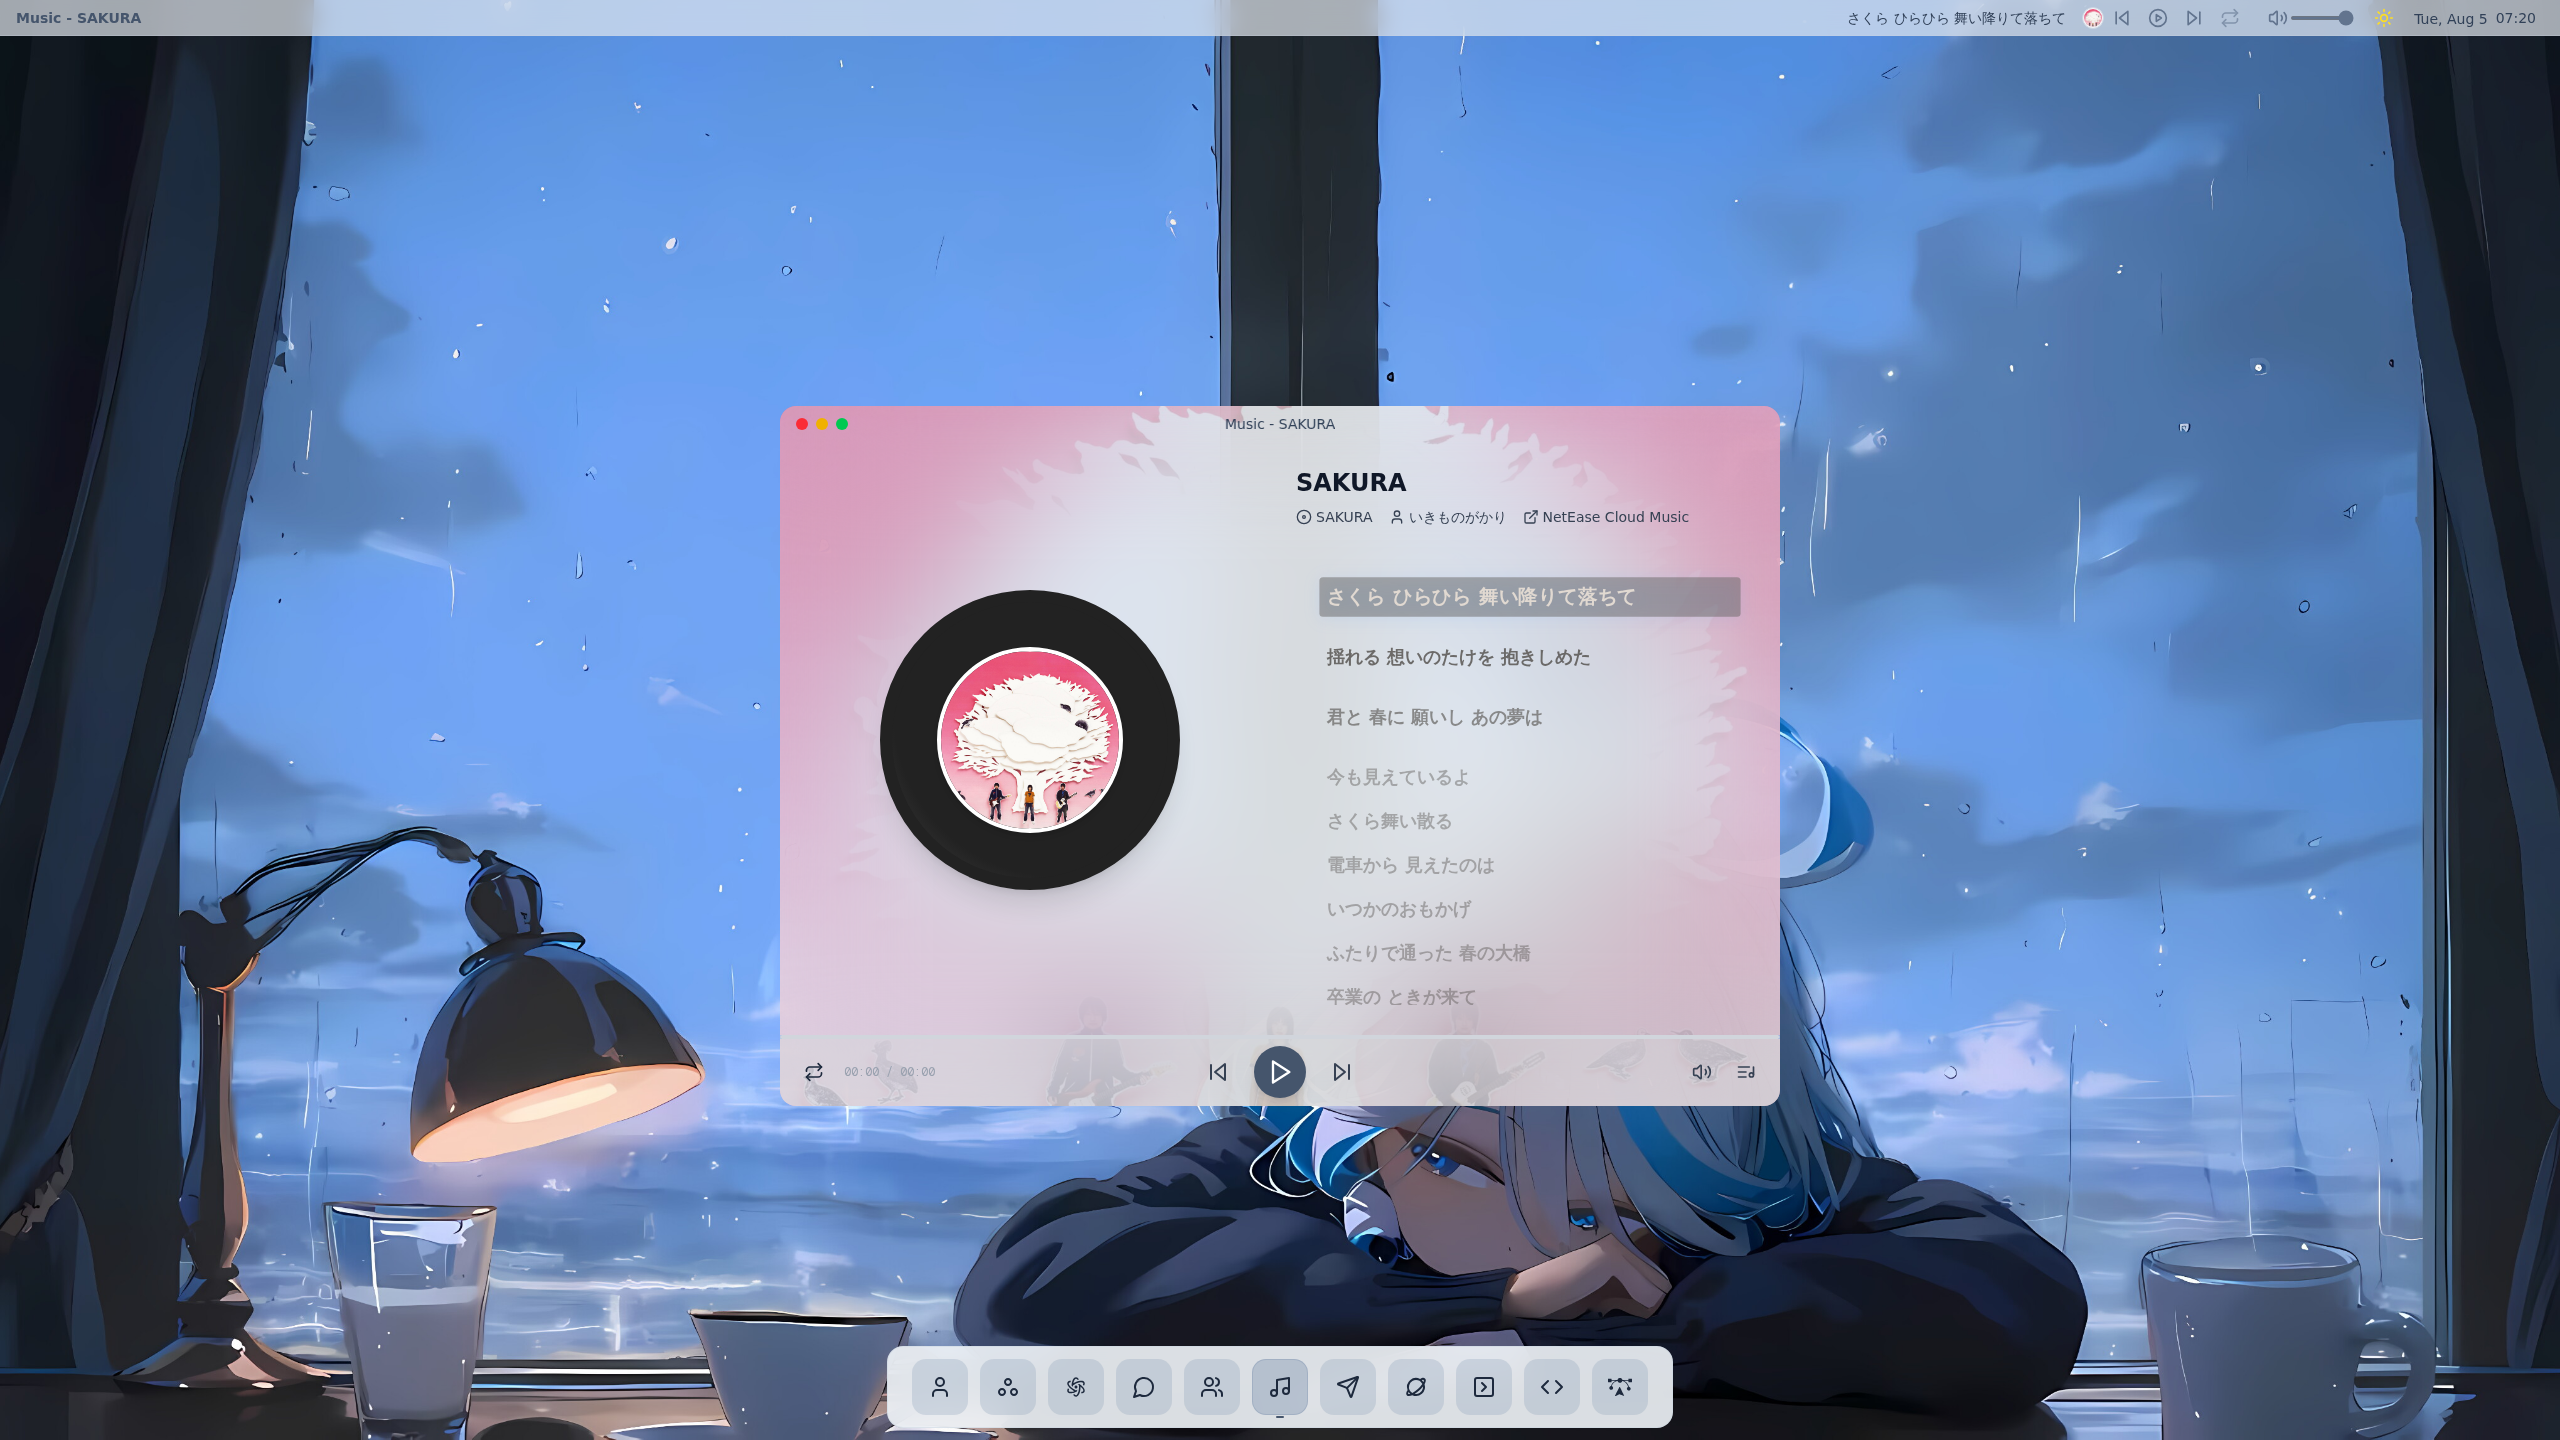 Music - SAKURA
さくら ひらひら 舞い降りて落ちて
Tue, Aug 5 07:20
Music - SAKURA
SAKURA
SAKURA いきものがかり NetEase Cloud Music
さくら ひらひら 舞い降りて落ちて
揺れる 想いのたけを 抱きしめた
君と 春に 願いし あの夢は
今も見えているよ
さくら舞い散る
電車から 見えたのは
いつかのおもかげ
ふたりで通った 春の大橋
卒業の ときが来て
00:00 / 00:00